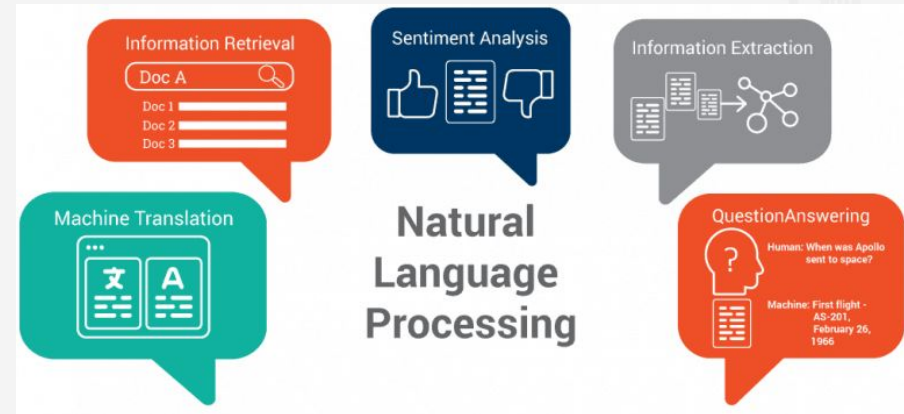 Information Retrieval
Doc A
Doc 1
Doc 2
Doc 3
Sentiment Analysis
Information Extraction
Machine Translation
文 A
Natural
Language
Processing
QuestionAnswering
?
Human: When was Apollo
sent to space?
Machine: First flight -
AS-201,
February 26,
1966